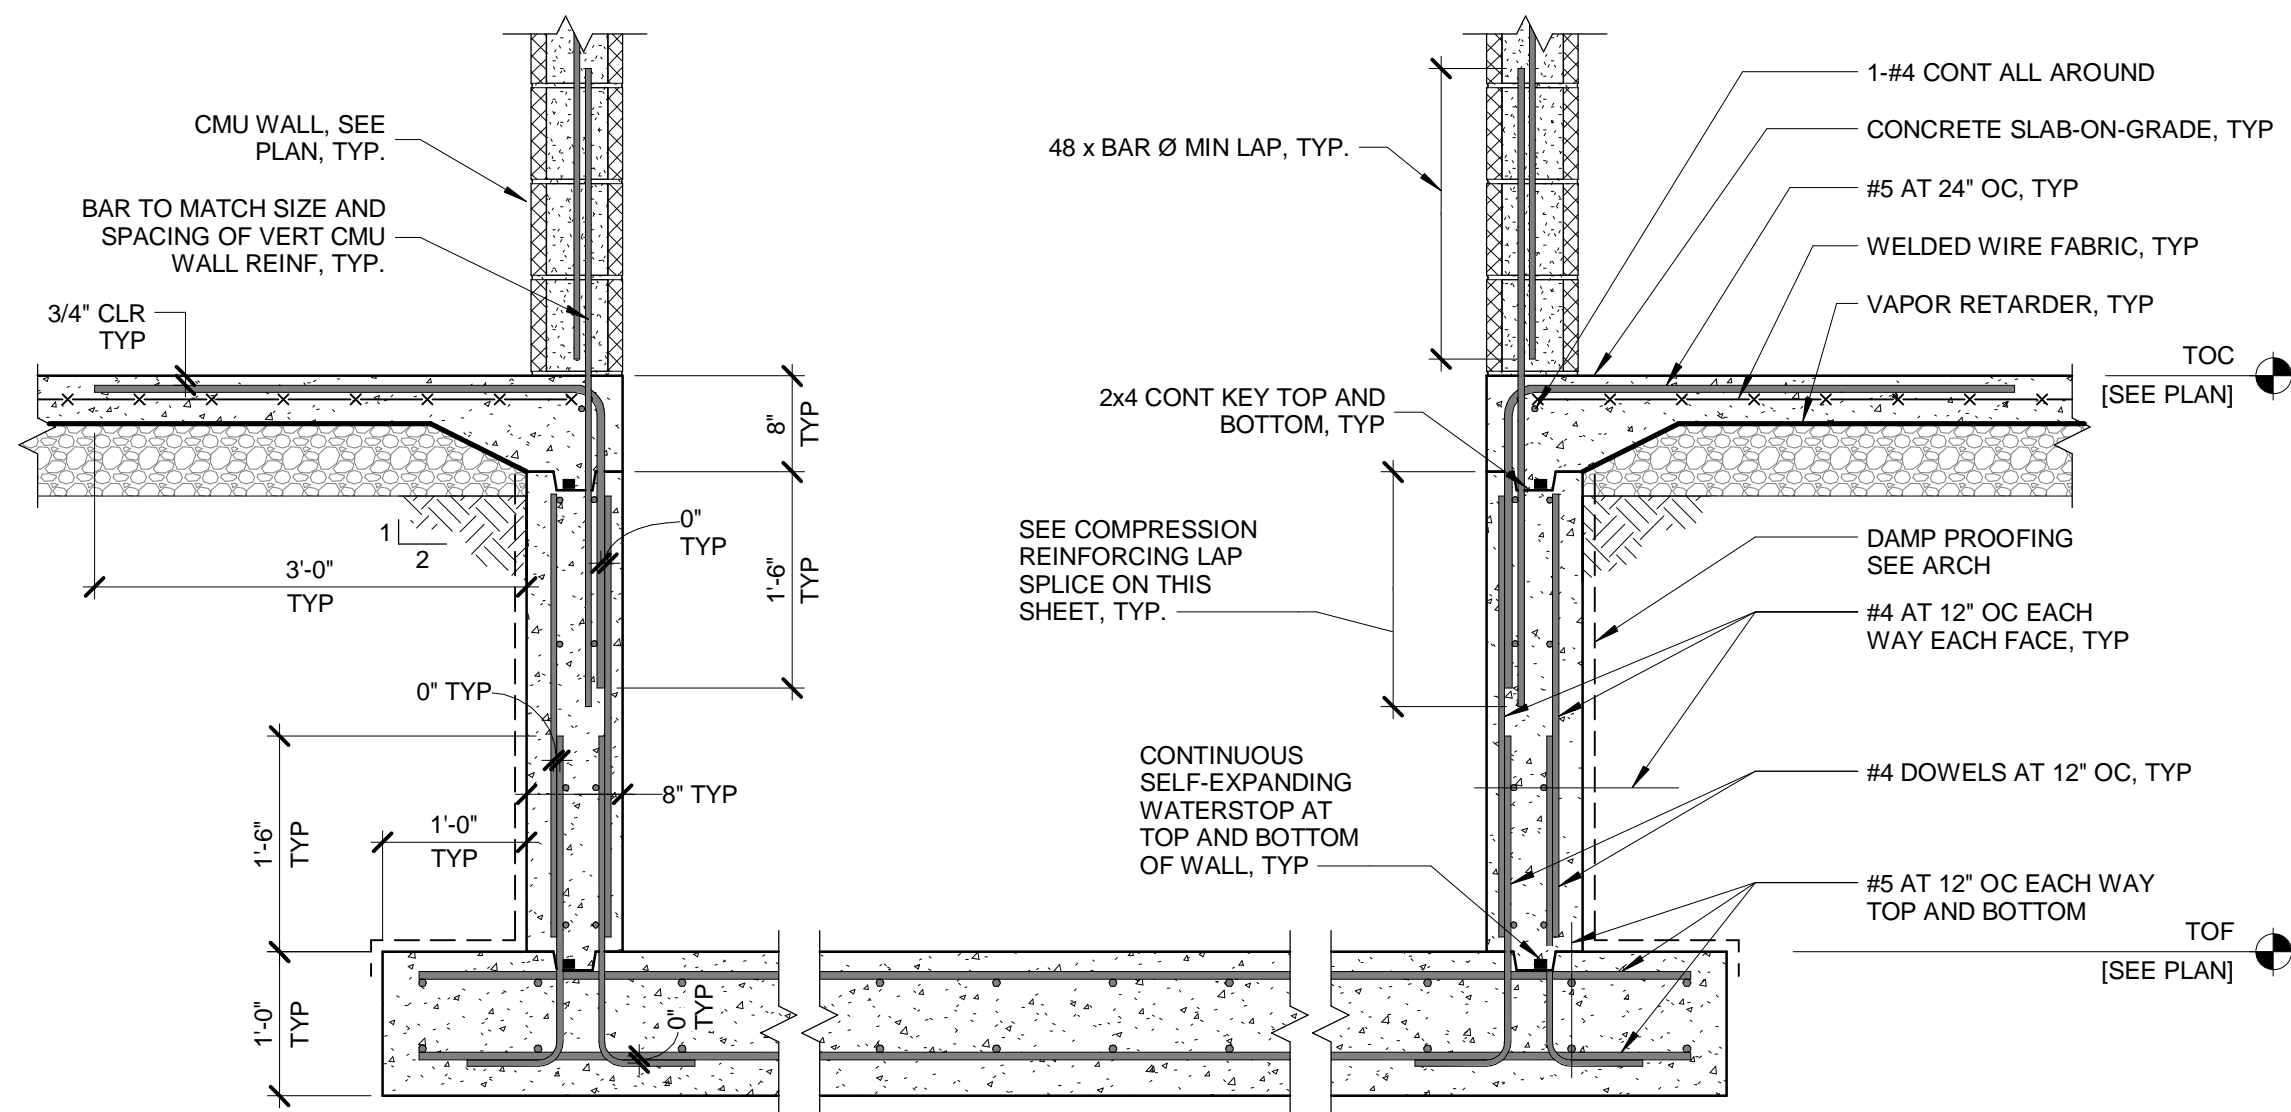 CMU WALL, SEE
PLAN, TYP.
BAR TO MATCH SIZE AND
SPACING OF VERT CMU
WALL REINF, TYP.
3/4" CLR
TYP
8"
TYP
1'-6"
TYP
0"
TYP
1
2
3'-0"
TYP
0" TYP
8" TYP
1'-0"
TYP
1'-6"
TYP
1'-0"
TYP
0"
TYP
48 x BAR Ø MIN LAP, TYP.
2x4 CONT KEY TOP AND
BOTTOM, TYP
SEE COMPRESSION
REINFORCING LAP
SPLICE ON THIS
SHEET, TYP.
CONTINUOUS
SELF-EXPANDING
WATERSTOP AT
TOP AND BOTTOM
OF WALL, TYP
1-#4 CONT ALL AROUND
CONCRETE SLAB-ON-GRADE, TYP
#5 AT 24" OC, TYP
WELDED WIRE FABRIC, TYP
VAPOR RETARDER, TYP
TOC
[SEE PLAN]
DAMP PROOFING
SEE ARCH
#4 AT 12" OC EACH
WAY EACH FACE, TYP
#4 DOWELS AT 12" OC, TYP
#5 AT 12" OC EACH WAY
TOP AND BOTTOM
TOF
[SEE PLAN]